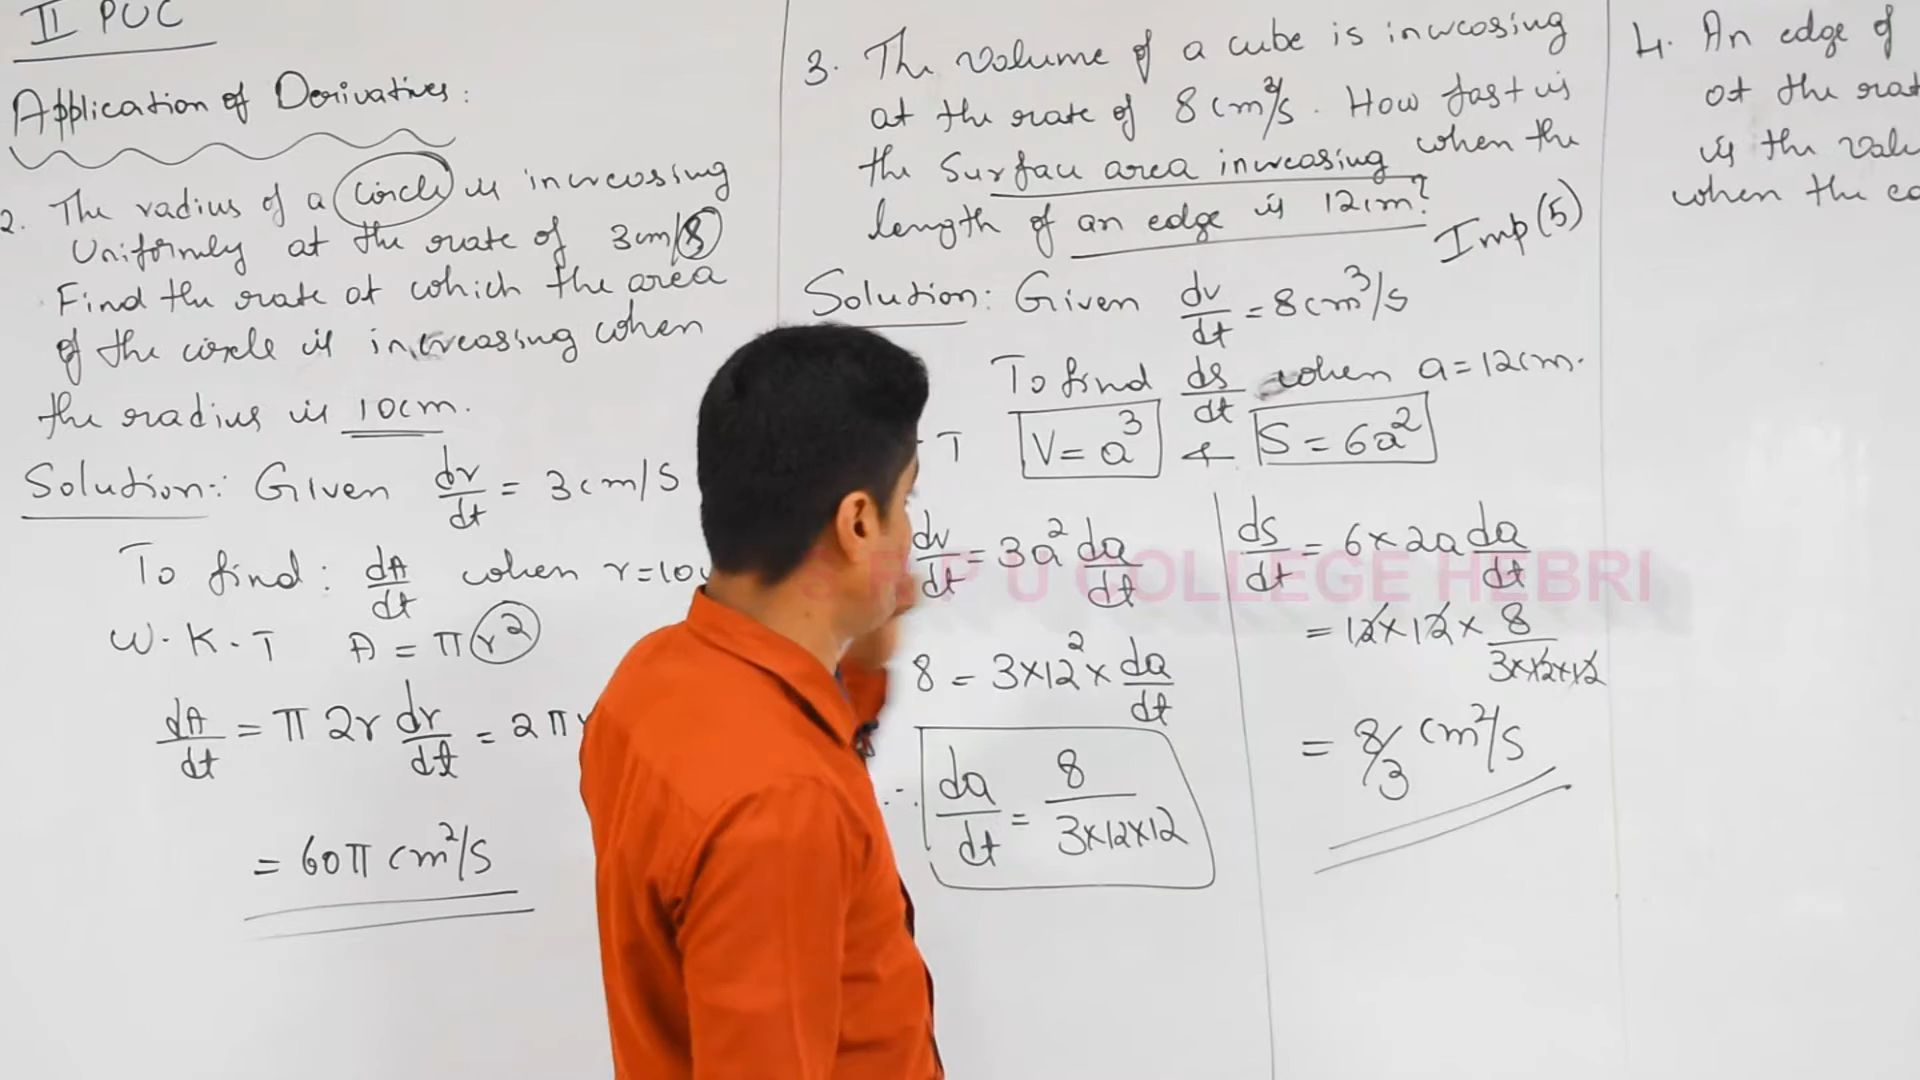 II PUC
Application of Derivatives:
2. The radius of a circle is increasing
Uniformly at the rate of 3cm/s
Find the rate at which the area
of the circle is increasing when
the radius is 10cm.
Solution: Given dr/dt = 3cm/s
To find: dA/dt when r=10
W.K.T A = πr²
dA/dt = π 2r dr/dt = 2π
= 60π cm²/s
3. The volume of a cube is increasing
at the rate of 8cm³/s. How fast is
the surface area increasing when the
length of an edge is 12cm?
Imp (5)
Solution: Given dv/dt = 8cm³/s
To find ds/dt when a=12cm.
T V=a³ & S=6a²
dv/dt = 3a² da/dt
8 = 3×12² × da/dt
∴ da/dt = 8/(3×12×12)
ds/dt = 6×2a da/dt
= 12×12× 8/(3×12×12)
= 8/3 cm²/s
4. An edge of
at the rat
is the
when the
S R P U COLLEGE HEBRI